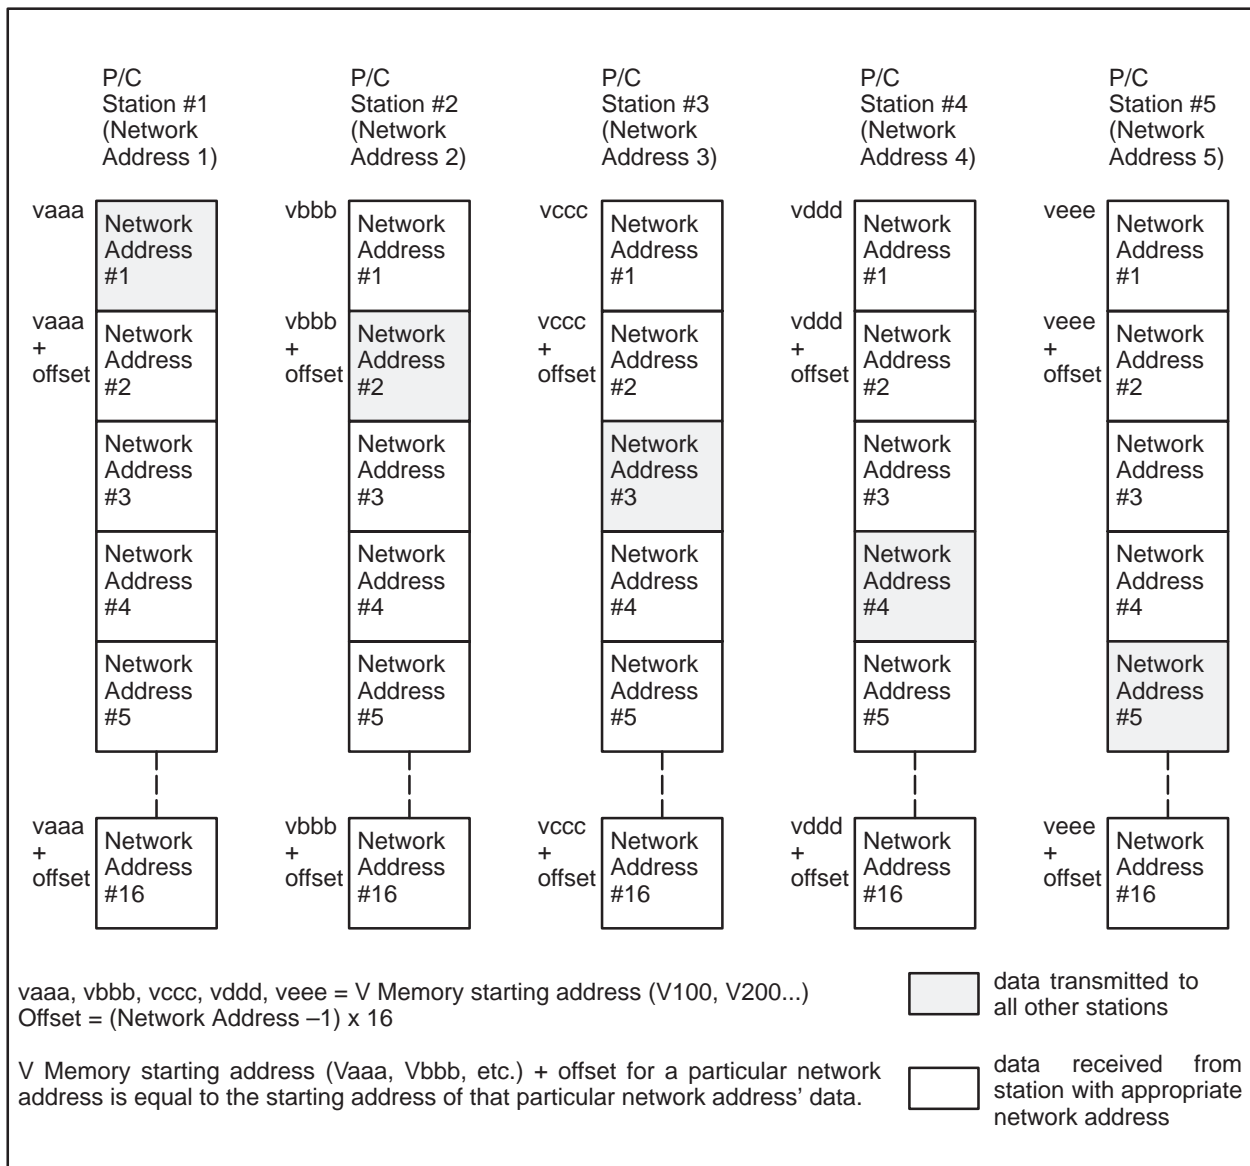 P/C
Station #1
(Network
Address 1)
P/C
Station #2
(Network
Address 2)
P/C
Station #3
(Network
Address 3)
P/C
Station #4
(Network
Address 4)
P/C
Station #5
(Network
Address 5)
vaaa
Network
Address
#1
vaaa
+
offset
Network
Address
#2
Network
Address
#3
Network
Address
#4
Network
Address
#5
vaaa
+
offset
Network
Address
#16
vbbb
Network
Address
#1
vbbb
+
offset
Network
Address
#2
Network
Address
#3
Network
Address
#4
Network
Address
#5
vbbb
+
offset
Network
Address
#16
vccc
Network
Address
#1
vccc
+
offset
Network
Address
#2
Network
Address
#3
Network
Address
#4
Network
Address
#5
vccc
+
offset
Network
Address
#16
vddd
Network
Address
#1
vddd
+
offset
Network
Address
#2
Network
Address
#3
Network
Address
#4
Network
Address
#5
vddd
+
offset
Network
Address
#16
veee
Network
Address
#1
veee
+
offset
Network
Address
#2
Network
Address
#3
Network
Address
#4
Network
Address
#5
veee
+
offset
Network
Address
#16
vaaa, vbbb, vccc, vddd, veee = V Memory starting address (V100, V200...)
Offset = (Network Address –1) x 16
V Memory starting address (Vaaa, Vbbb, etc.) + offset for a particular network
address is equal to the starting address of that particular network address’ data.
data transmitted to
all other stations
data received from
station with appropriate
network address